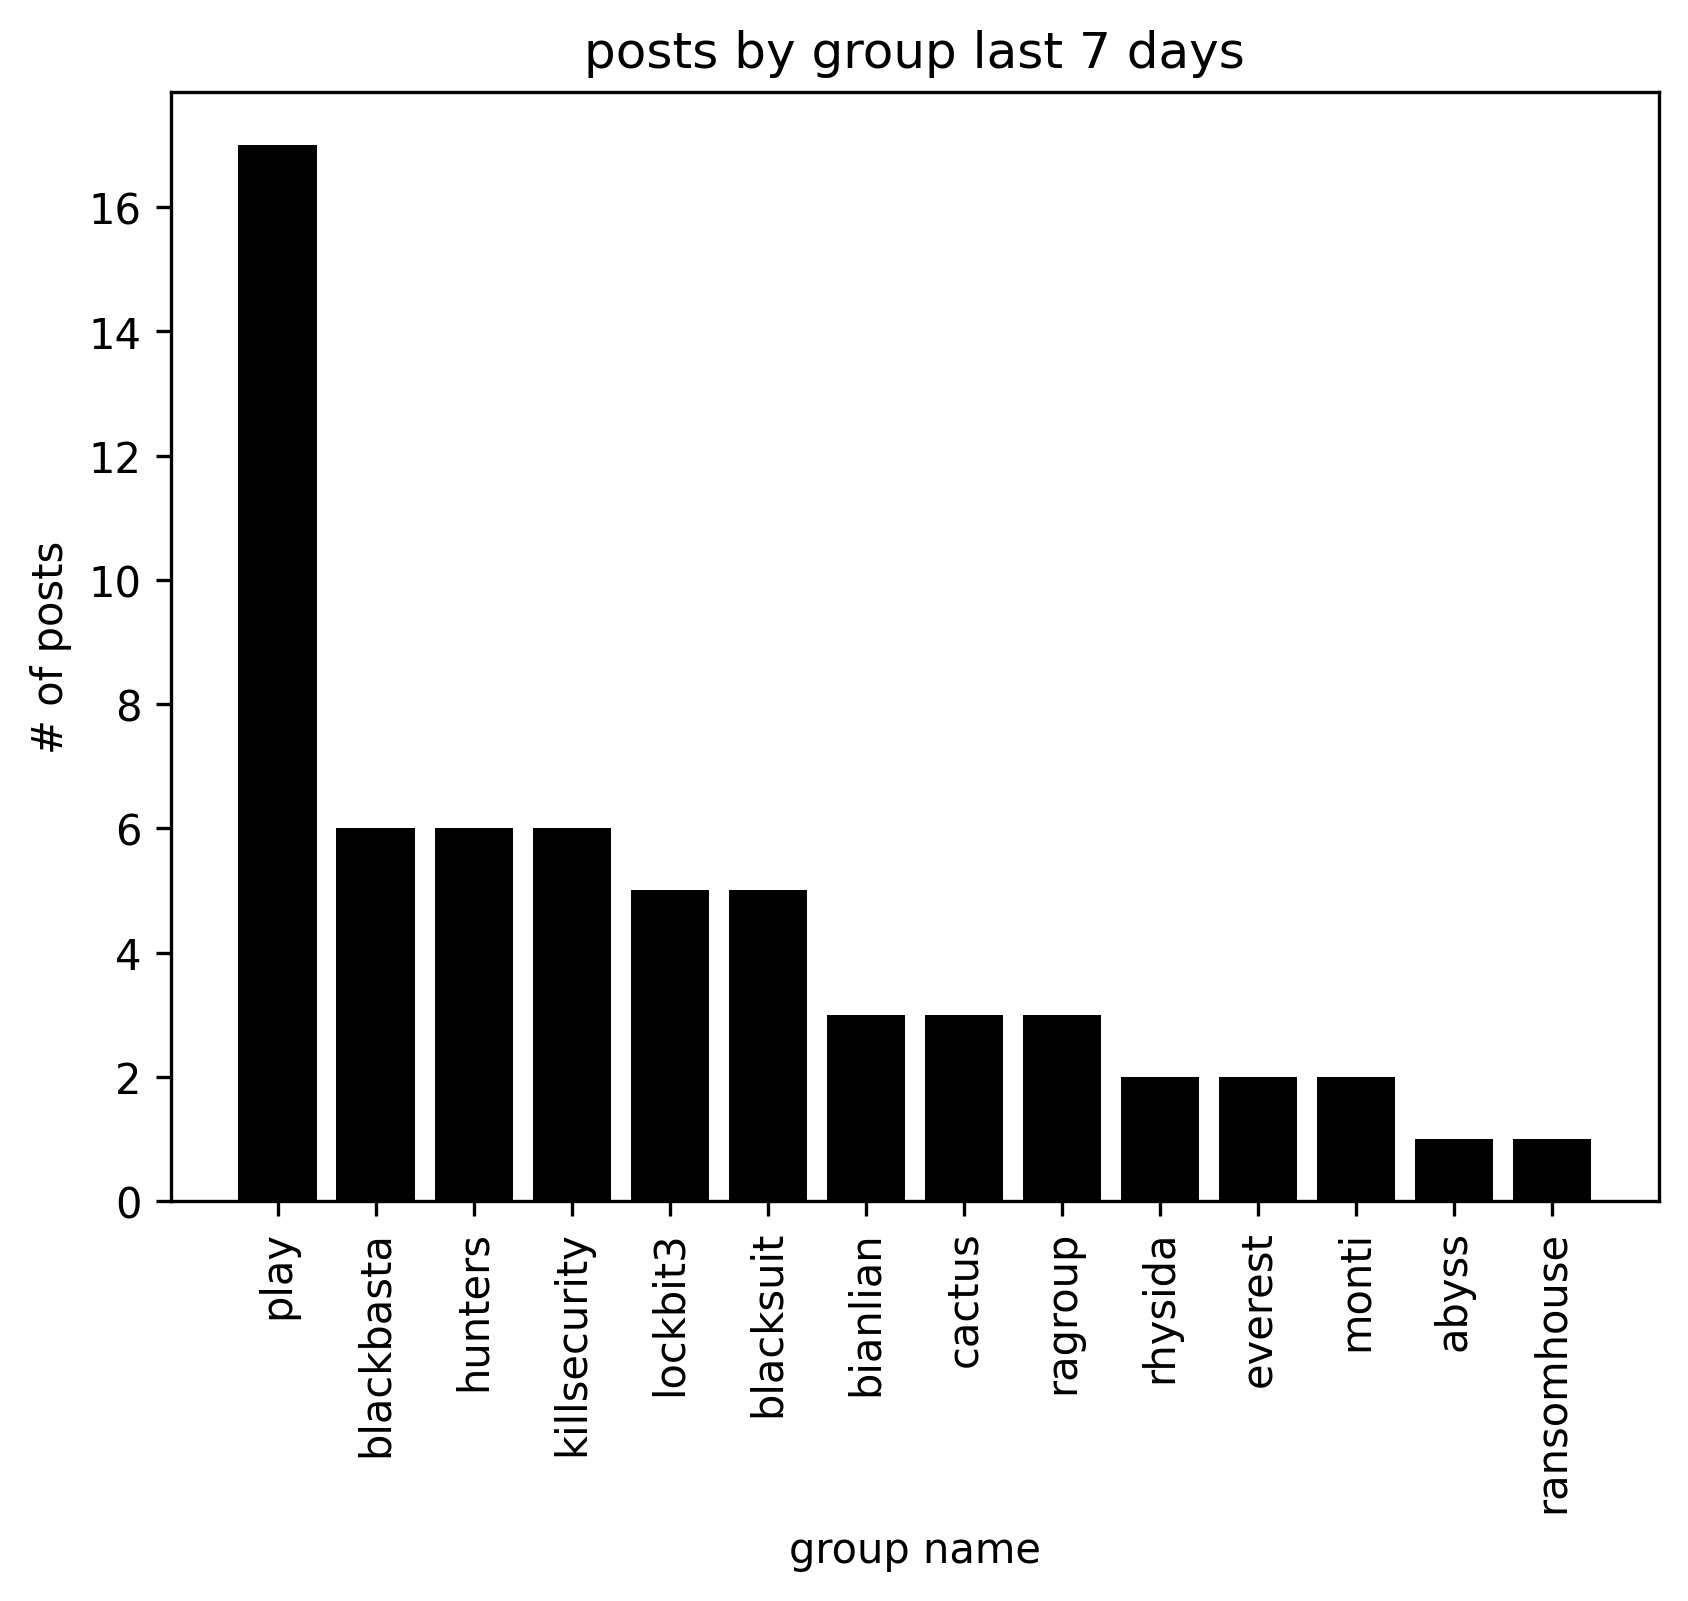 posts by group last 7 days
# of posts
16
14
12
10
8
6
4
2
0
play
blackbasta
hunters
killsecurity
lockbit3
blacksuit
bianlian
cactus
ragroup
rhysida
everest
monti
abyss
ransomhouse
group name